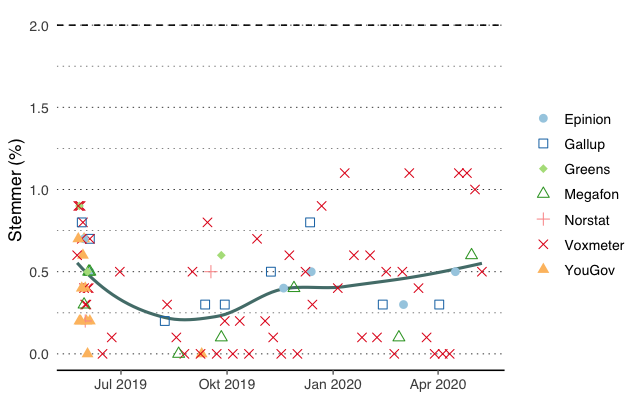 2.0
1.5
1.0
0.5
0.0
Stemmer (%)
Jul 2019
Okt 2019
Jan 2020
Apr 2020
Epinion
Gallup
Greens
Megafon
Norstat
Voxmeter
YouGov